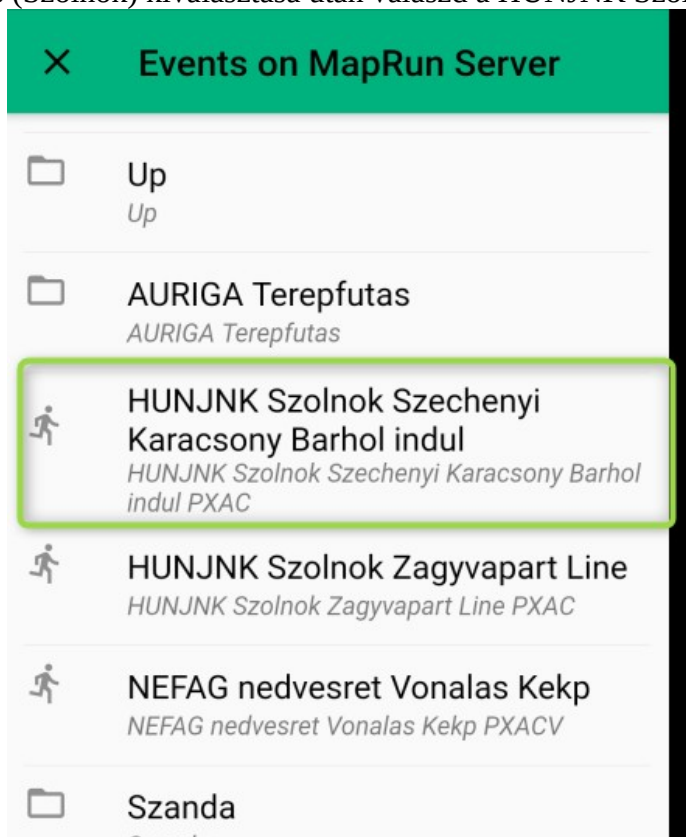 (Szolnok) kiválasztása után válaszd a HUNJNK
Events on MapRun Server
Up
Up
AURIGA Terepfutas
AURIGA Terepfutas
HUNJNK Szolnok Szechenyi
Karacsony Barhol indul
HUNJNK Szolnok Szechenyi Karacsony Barhol
indul PXAC
HUNJNK Szolnok Zagyvapart Line
HUNJNK Szolnok Zagyvapart Line PXAC
NEFAG nedvesret Vonalas Kekp
NEFAG nedvesret Vonalas Kekp PXACV
Szanda